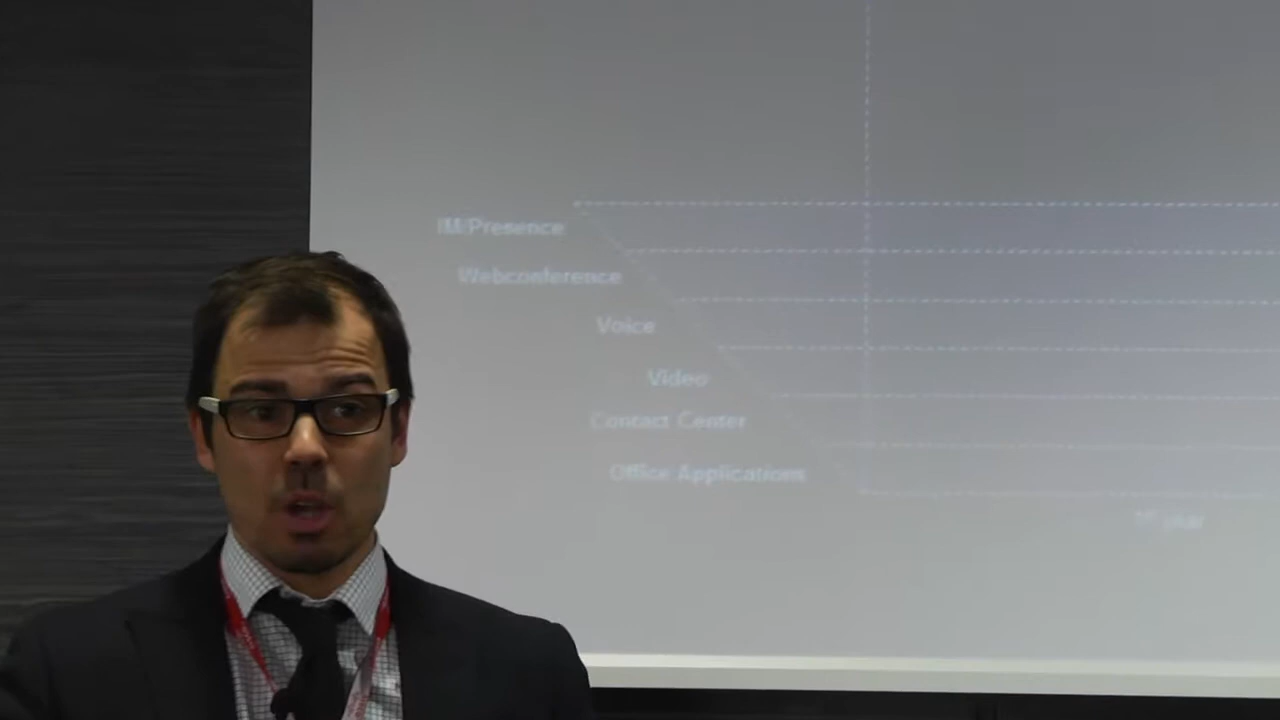 IM/Presence
Webconference
Voice
Video
Contact Center
Office Applications